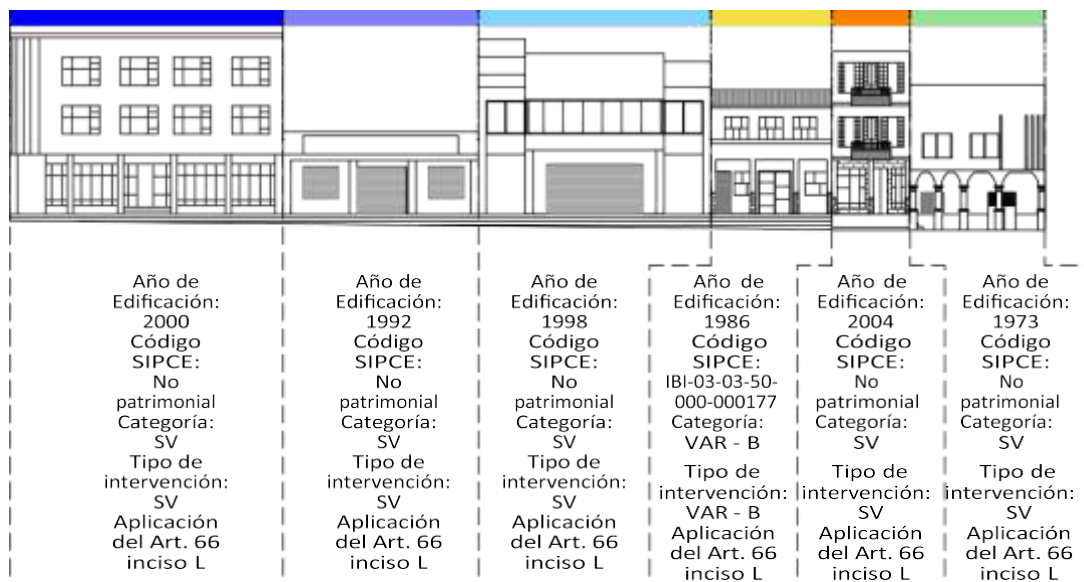 Año de
Edificación:
2000
Código
SIPCE:
No
patrimonial
Categoría:
SV
Tipo de
intervención:
SV
Aplicación
del Art. 66
inciso L
Año de
Edificación:
1992
Código
SIPCE:
No
patrimonial
Categoría:
SV
Tipo de
intervención:
SV
Aplicación
del Art. 66
inciso L
Año de
Edificación:
1998
Código
SIPCE:
No
patrimonial
Categoría:
SV
Tipo de
intervención:
SV
Aplicación
del Art. 66
inciso L
Año de
Edificación:
1986
Código
SIPCE:
IBI-03-03-50-
000-000177
Categoría:
VAR - B
Tipo de
intervención:
VAR - B
Aplicación
del Art. 66
inciso L
Año de
Edificación:
2004
Código
SIPCE:
No
patrimonial
Categoría:
SV
Tipo de
intervención:
SV
Aplicación
del Art. 66
inciso L
Año de
Edificación:
1973
Código
SIPCE:
No
patrimonial
Categoría:
SV
Tipo de
intervención:
SV
Aplicación
del Art. 66
inciso L